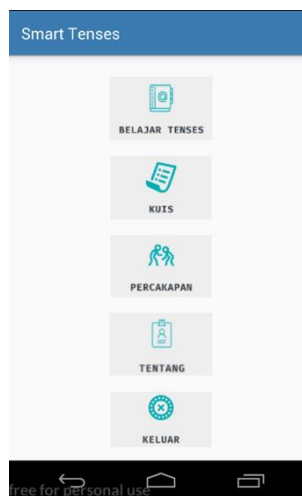 Smart Tenses
BELAJAR TENSES
KUIS
PERCAKAPAN
TENTANG
KELUAR
free for personal use